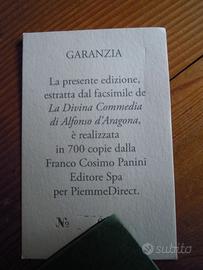 GARANZIA
La presente edizione,
estratta dal facsimile de
La Divina Commedia
di Alfonso d'Aragona,
è realizzata
in 700 copie dalla
Franco Cosimo Panini
Editore Spa
per PiemmeDirect.
No
subito